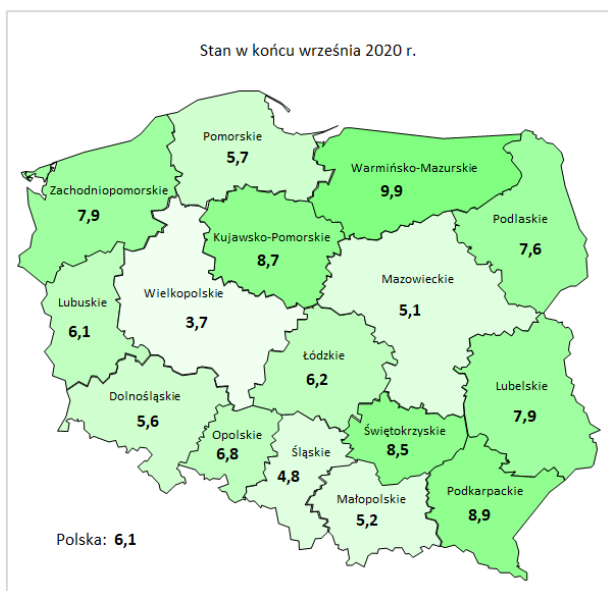 Stan w końcu września 2020 r.
Pomorskie
5,7
Warmińsko-Mazurskie
9,9
Zachodniopomorskie
7,9
Podlaskie
7,6
Kujawsko-Pomorskie
8,7
Mazowieckie
5,1
Wielkopolskie
3,7
Lubuskie
6,1
Łódzkie
6,2
Lubelskie
7,9
Dolnośląskie
5,6
Opolskie
6,8
Śląskie
4,8
Świętokrzyskie
8,5
Małopolskie
5,2
Podkarpackie
8,9
Polska: 6,1